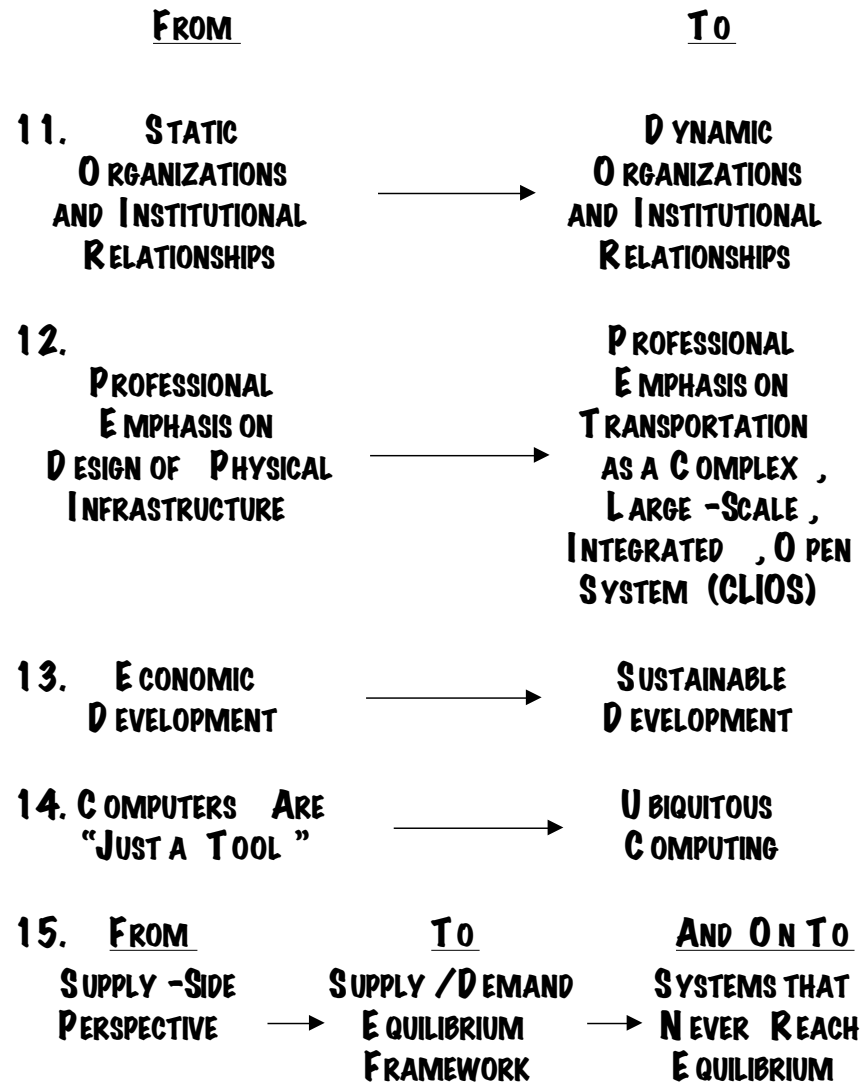 FROM TO
11. STATIC ORGANIZATIONS AND INSTITUTIONAL RELATIONSHIPS
DYNAMIC ORGANIZATIONS AND INSTITUTIONAL RELATIONSHIPS
12. PROFESSIONAL EMPHASIS ON DESIGN OF PHYSICAL INFRASTRUCTURE
PROFESSIONAL EMPHASIS ON TRANSPORTATION AS A COMPLEX, LARGE-SCALE, INTEGRATED, OPEN SYSTEM (CLIOS)
13. ECONOMIC DEVELOPMENT
SUSTAINABLE DEVELOPMENT
14. COMPUTERS ARE “JUST A TOOL”
UBIQUITOUS COMPUTING
15. FROM
SUPPLY-SIDE PERSPECTIVE
TO
SUPPLY/DEMAND EQUILIBRIUM FRAMEWORK
AND ON TO
SYSTEMS THAT NEVER REACH EQUILIBRIUM